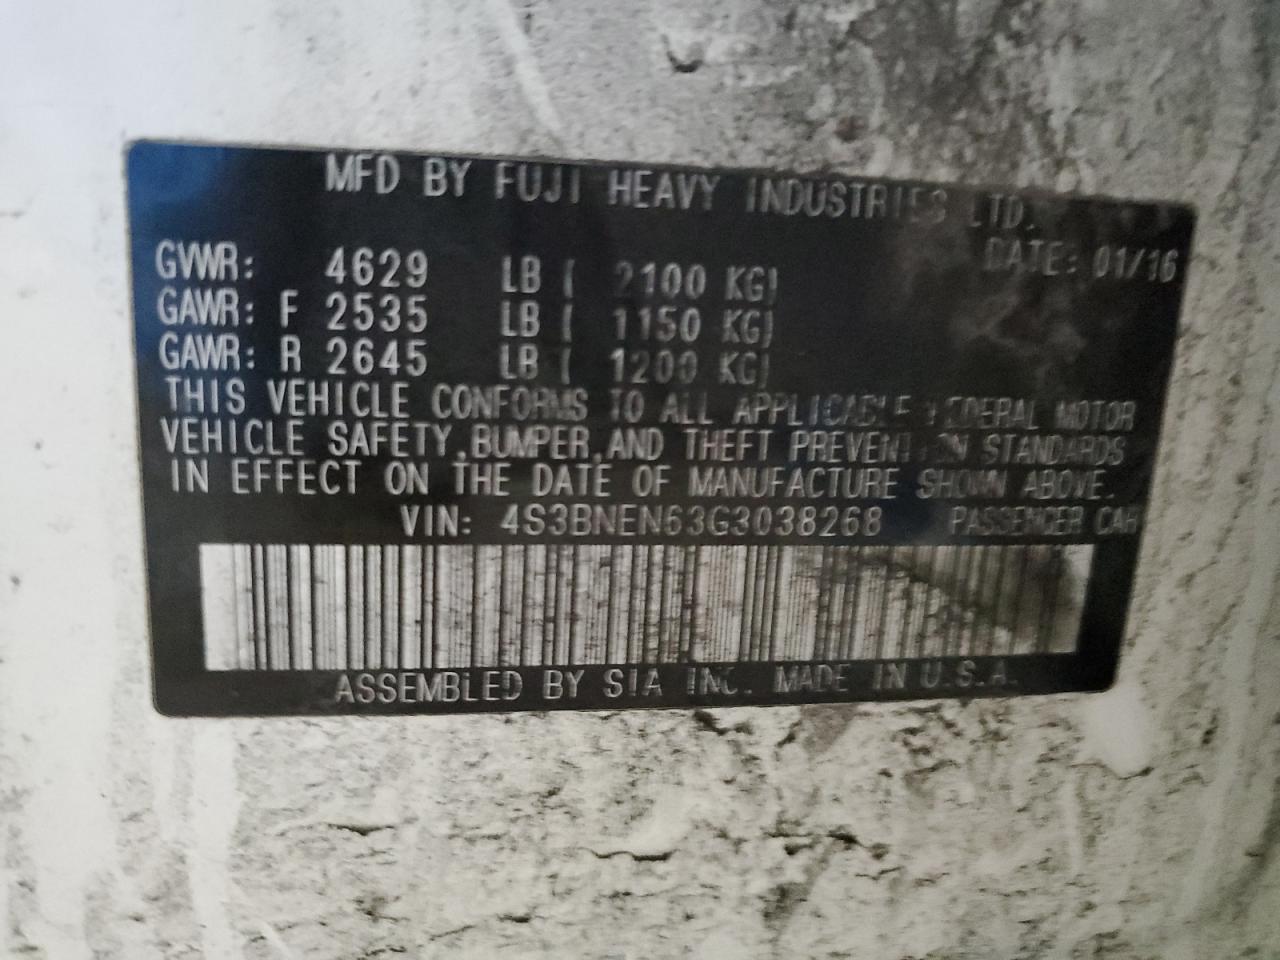 MFD BY FUJI HEAVY INDUSTRIES LTD.
DATE: 01/16
GVWR: 4629 LB ( 2100 KG)
GAWR: F 2535 LB ( 1150 KG)
GAWR: R 2645 LB ( 1200 KG)
THIS VEHICLE CONFORMS TO ALL APPLICABLE FEDERAL MOTOR
VEHICLE SAFETY, BUMPER, AND THEFT PREVENTION STANDARDS
IN EFFECT ON THE DATE OF MANUFACTURE SHOWN ABOVE.
VIN: 4S3BNEN63G3038268 PASSENGER CAR
ASSEMBLED BY SIA INC. MADE IN U.S.A.